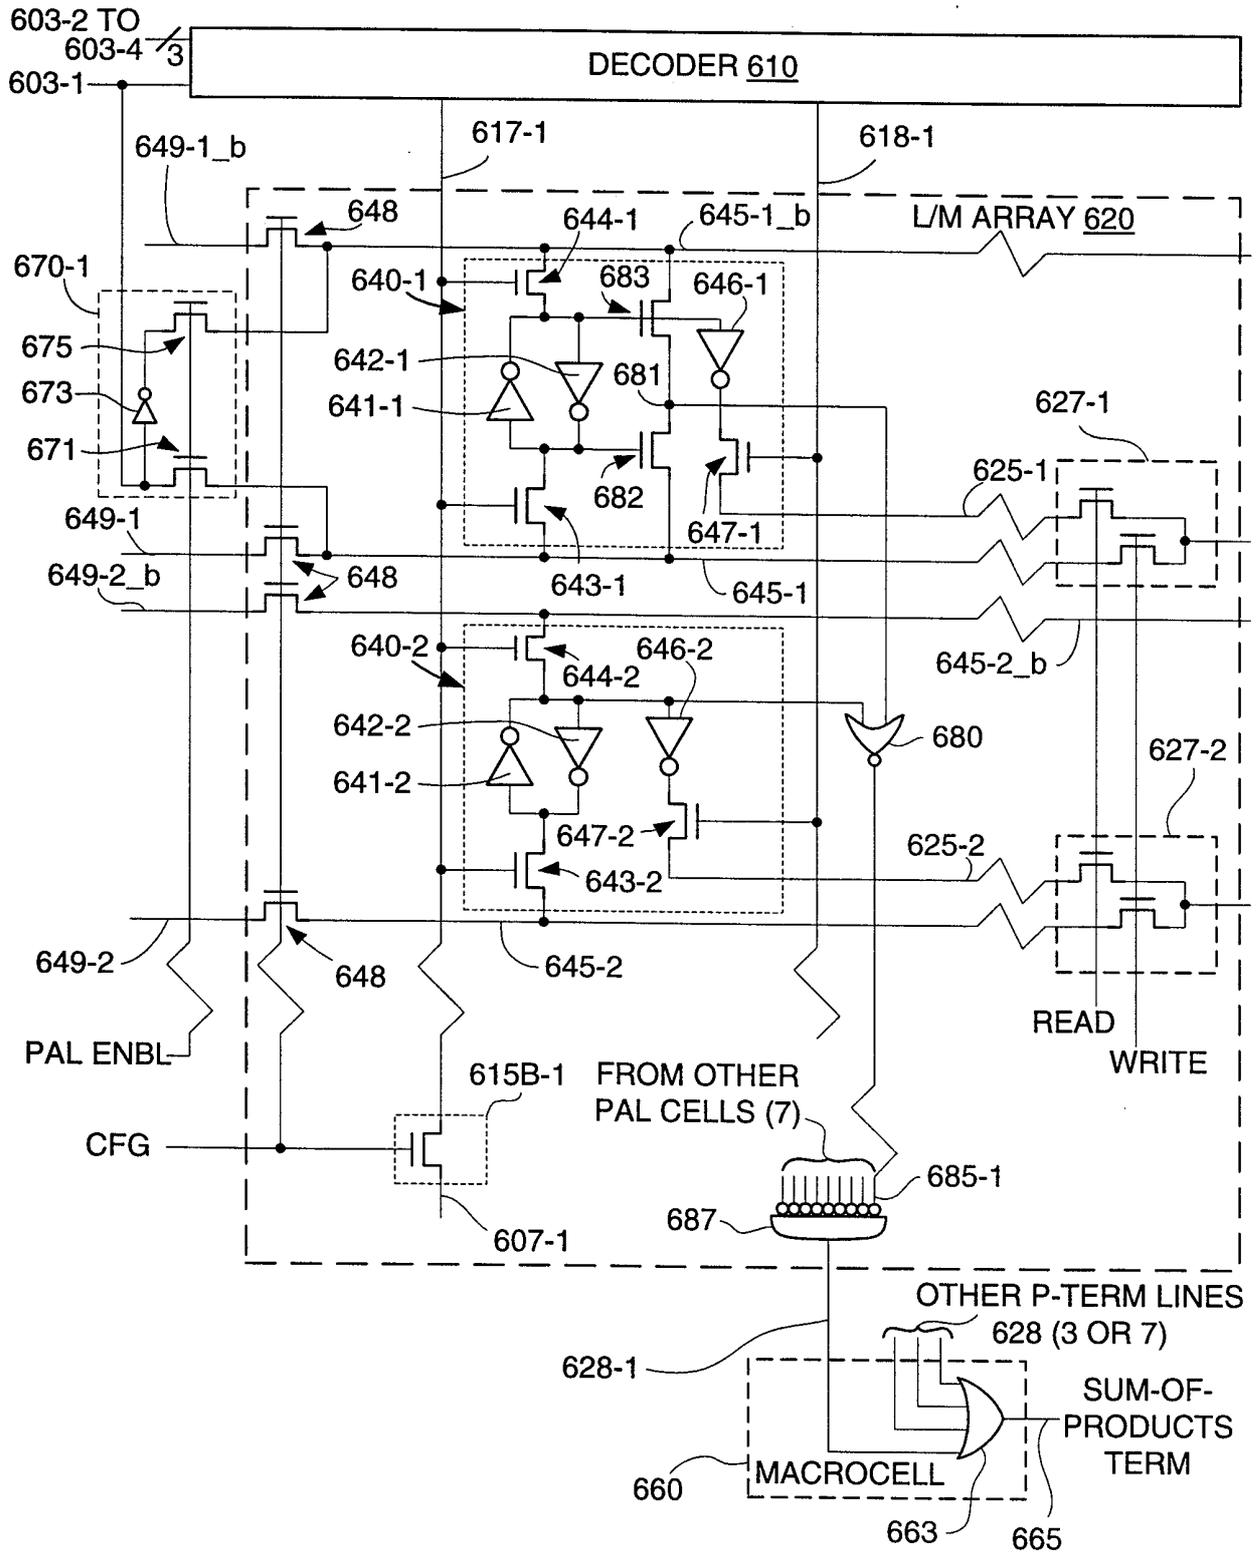 603-2 TO
603-4
3
603-1
DECODER 610
617-1
618-1
649-1_b
648
644-1
645-1_b
L/M ARRAY 620
670-1
640-1
683
646-1
675
642-1
681
673
641-1
627-1
671
682
625-1
649-1
647-1
649-2_b
648
643-1
645-1
640-2
646-2
644-2
645-2_b
642-2
680
627-2
641-2
647-2
625-2
643-2
649-2
648
645-2
READ
PAL ENBL
WRITE
615B-1
FROM OTHER
PAL CELLS (7)
CFG
685-1
687
607-1
OTHER P-TERM LINES
628 (3 OR 7)
628-1
SUM-OF-
PRODUCTS
TERM
MACROCELL
660
663
665